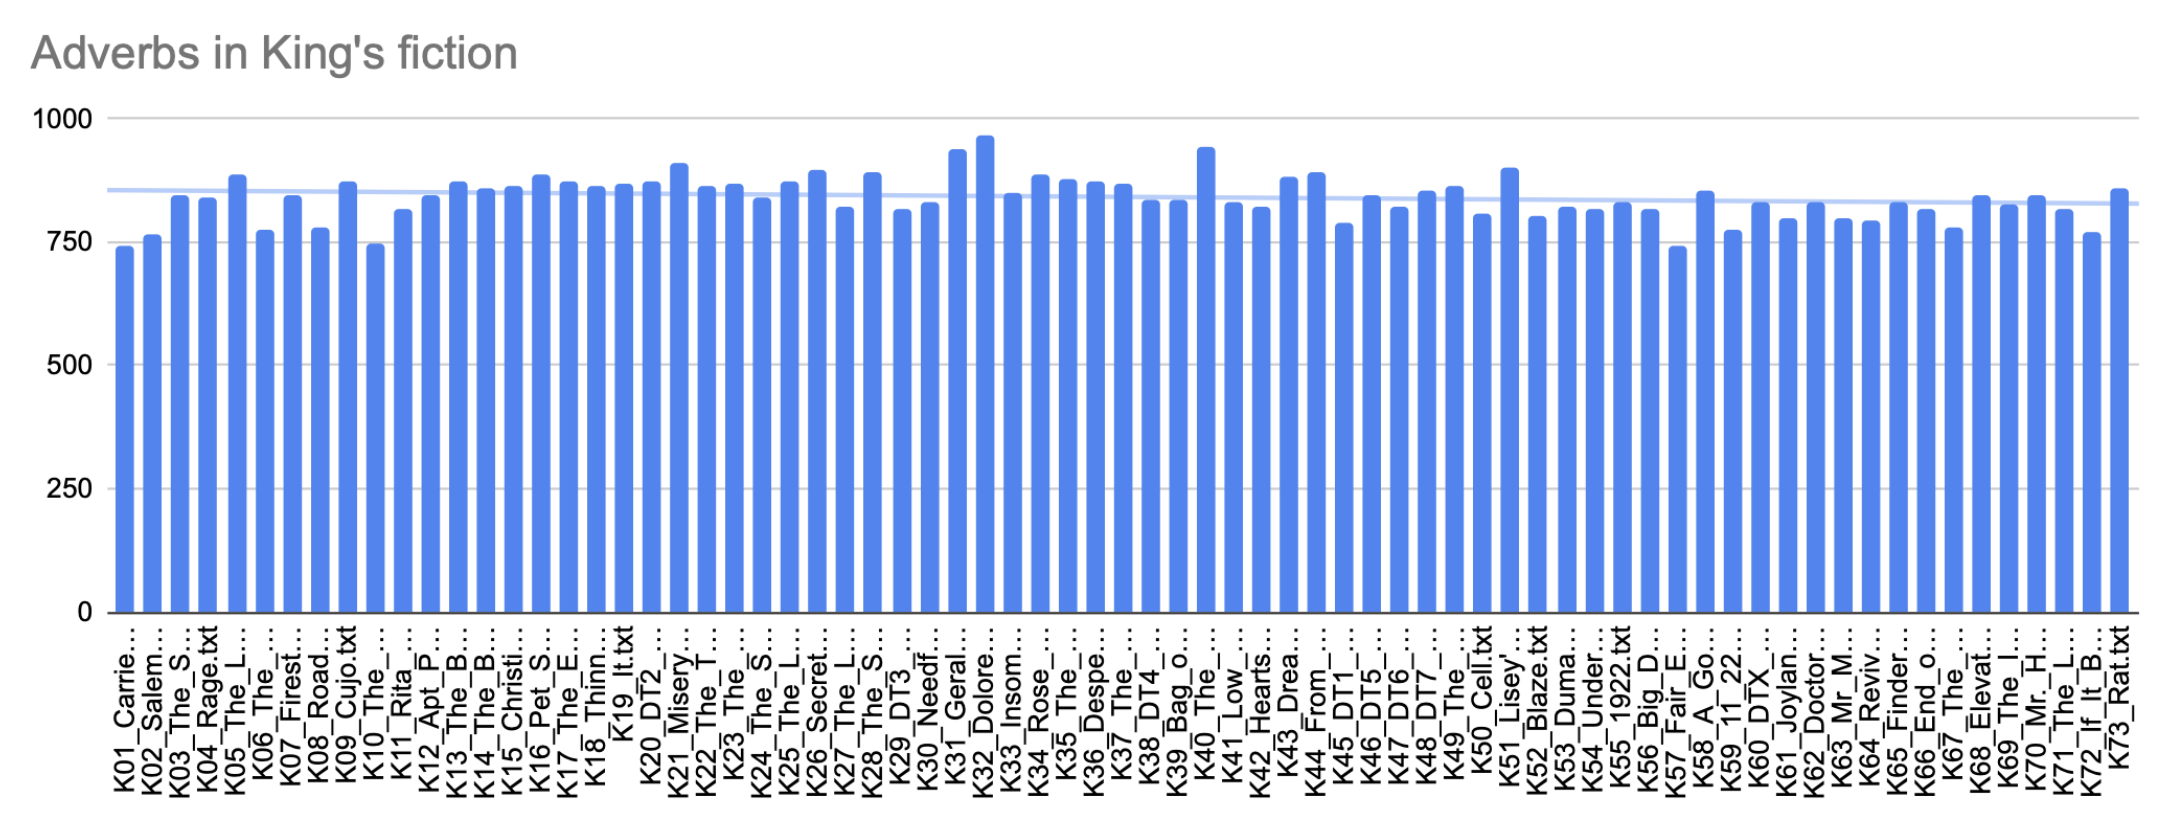 Adverbs in King's fiction
1000
750
500
250
0
K01_Carrie…
K02_Salem…
K03_The_S…
K04_Rage.txt
K05_The_L…
K06_The_…
K07_Firest…
K08_Road…
K09_Cujo.txt
K10_The_…
K11_Rita_…
K12_Apt_P…
K13_The_B…
K14_The_B…
K15_Christi…
K16_Pet_S…
K17_The_E…
K18_Thinn…
K19_It.txt
K20_DT2_…
K21_Misery…
K22_The_T…
K23_The_…
K24_The_S…
K25_The_L…
K26_Secret…
K27_The_L…
K28_The_S…
K29_DT3_…
K30_Needf…
K31_Geral…
K32_Dolore…
K33_Insom…
K34_Rose_…
K35_The_…
K36_Despe…
K37_The_…
K38_DT4_…
K39_Bag_o…
K40_The_…
K41_Low_…
K42_Hearts…
K43_Drea…
K44_From_…
K45_DT1_…
K46_DT5_…
K47_DT6_…
K48_DT7_…
K49_The_…
K50_Cell.txt
K51_Lisey'…
K52_Blaze.txt
K53_Duma…
K54_Under…
K55_1922.txt
K56_Big_D…
K57_Fair_E…
K58_A_Go…
K59_11_22…
K60_DTX_…
K61_Joylan…
K62_Doctor…
K63_Mr_M…
K64_Reviv…
K65_Finder…
K66_End_o…
K67_The_…
K68_Elevat…
K69_The_I…
K70_Mr._H…
K71_The_L…
K72_If_It_B…
K73_Rat.txt